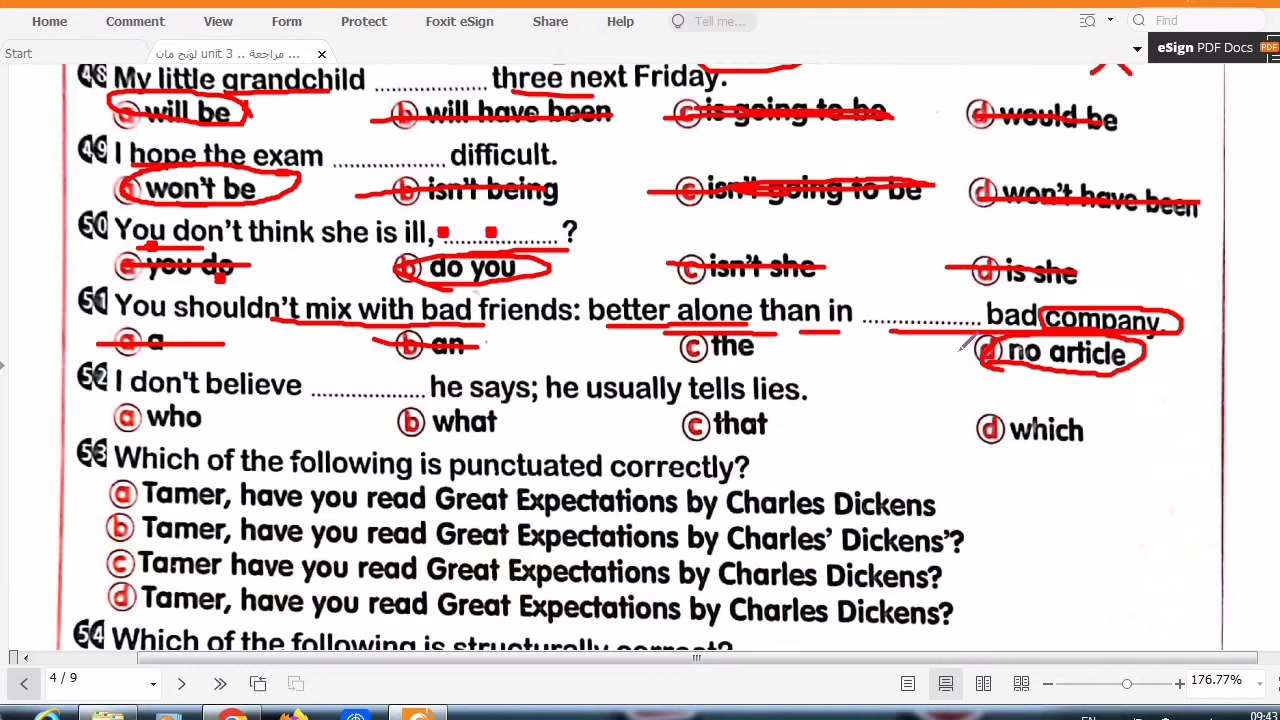 Home Comment View Form Protect Foxit eSign Share Help Tell me... Find
Start لونج مان unit 3 مراجعة .. ... eSign PDF Docs
48 My little grandchild .................... three next Friday.
a will be b will have been c is going to be d would be
49 I hope the exam .................... difficult.
a won't be b isn't being c isn't going to be d won't have been
50 You don't think she is ill, .................... ?
a you do b do you c isn't she d is she
51 You shouldn't mix with bad friends: better alone than in .................... bad company.
a a b an c the d no article
52 I don't believe .................... he says; he usually tells lies.
a who b what c that d which
53 Which of the following is punctuated correctly?
a Tamer, have you read Great Expectations by Charles Dickens
b Tamer, have you read Great Expectations by Charles' Dickens'?
c Tamer have you read Great Expectations by Charles Dickens?
d Tamer, have you read Great Expectations by Charles Dickens?
54 Which of the following is structurally correct?
4 / 9 176.77%
EN 09:43